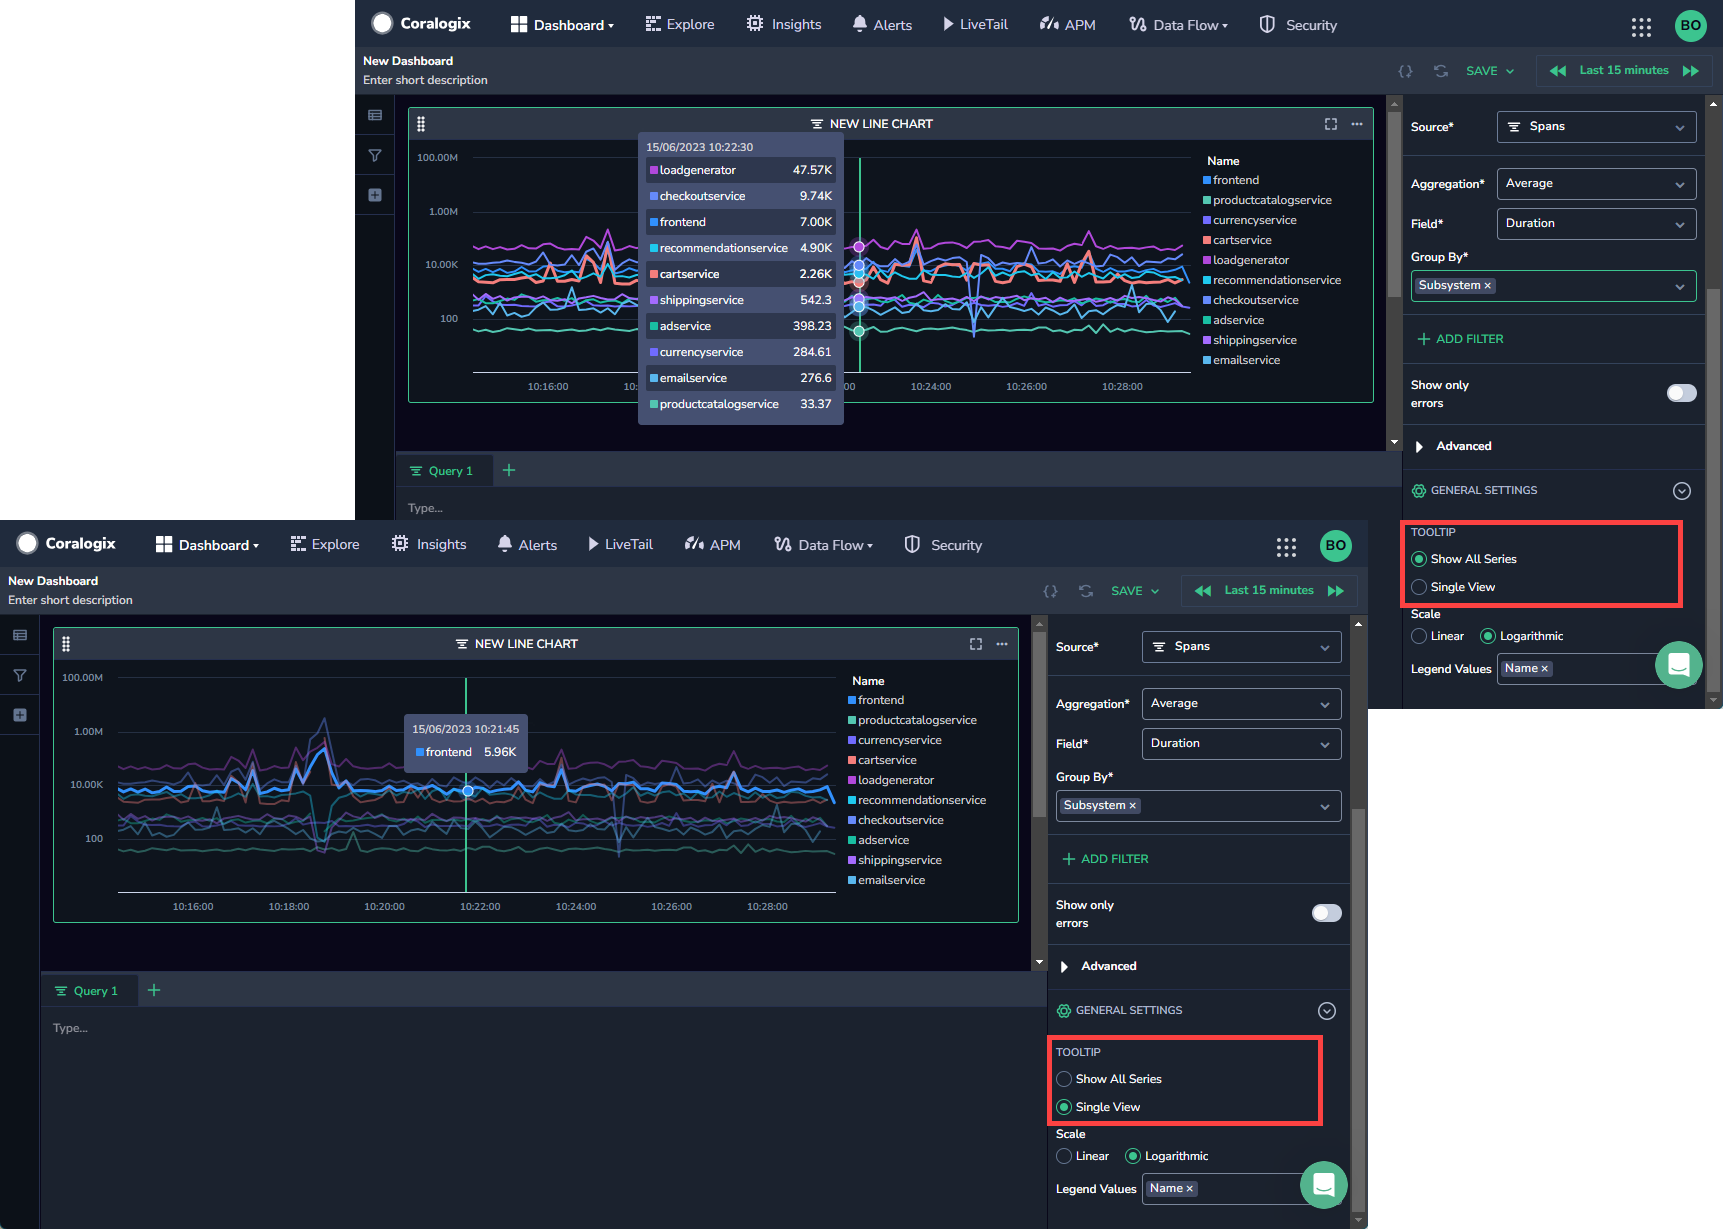 Coralogix Dashboard Explore Insights Alerts LiveTail APM Data Flow Security BO
New Dashboard
Enter short description
SAVE Last 15 minutes
NEW LINE CHART
100.00M
1.00M
10.00K
100
10:16:00 10: 00 10:24:00 10:26:00 10:28:00
15/06/2023 10:22:30
loadgenerator 47.57K
checkoutservice 9.74K
frontend 7.00K
recommendationservice 4.90K
cartservice 2.26K
shippingservice 542.3
adservice 398.23
currencyservice 284.61
emailservice 276.6
productcatalogservice 33.37
Name
frontend
productcatalogservice
currencyservice
cartservice
loadgenerator
recommendationservice
checkoutservice
adservice
shippingservice
emailservice
Source* Spans
Aggregation* Average
Field* Duration
Group By*
Subsystem ×
+ ADD FILTER
Show only
errors
Advanced
GENERAL SETTINGS
TOOLTIP
Show All Series
Single View
Scale
Linear Logarithmic
Legend Values Name ×
Query 1 +
Type...
Coralogix Dashboard Explore Insights Alerts LiveTail APM Data Flow Security BO
New Dashboard
Enter short description
SAVE Last 15 minutes
NEW LINE CHART
100.00M
1.00M
10.00K
100
10:16:00 10:18:00 10:20:00 10:22:00 10:24:00 10:26:00 10:28:00
15/06/2023 10:21:45
frontend 5.96K
Name
frontend
productcatalogservice
currencyservice
cartservice
loadgenerator
recommendationservice
checkoutservice
adservice
shippingservice
emailservice
Source* Spans
Aggregation* Average
Field* Duration
Group By*
Subsystem ×
+ ADD FILTER
Show only
errors
Advanced
GENERAL SETTINGS
TOOLTIP
Show All Series
Single View
Scale
Linear Logarithmic
Legend Values Name ×
Query 1 +
Type...